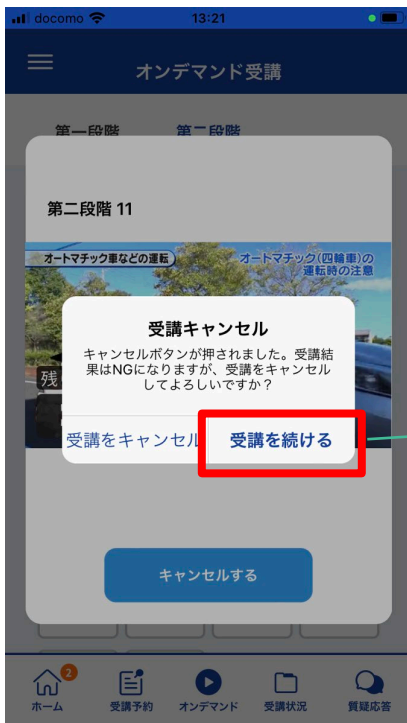 docomo 13:21
オンデマンド受講
第一段階 第二段階
第二段階 11
オートマチック車などの運転
オートマチック(四輪車)の
運転時の注意
残
受講キャンセル
キャンセルボタンが押されました。受講結
果はNGになりますが、受講をキャンセル
してよろしいですか？
受講をキャンセル 受講を続ける
キャンセルする
2
ホーム 受講予約 オンデマンド 受講状況 質疑応答